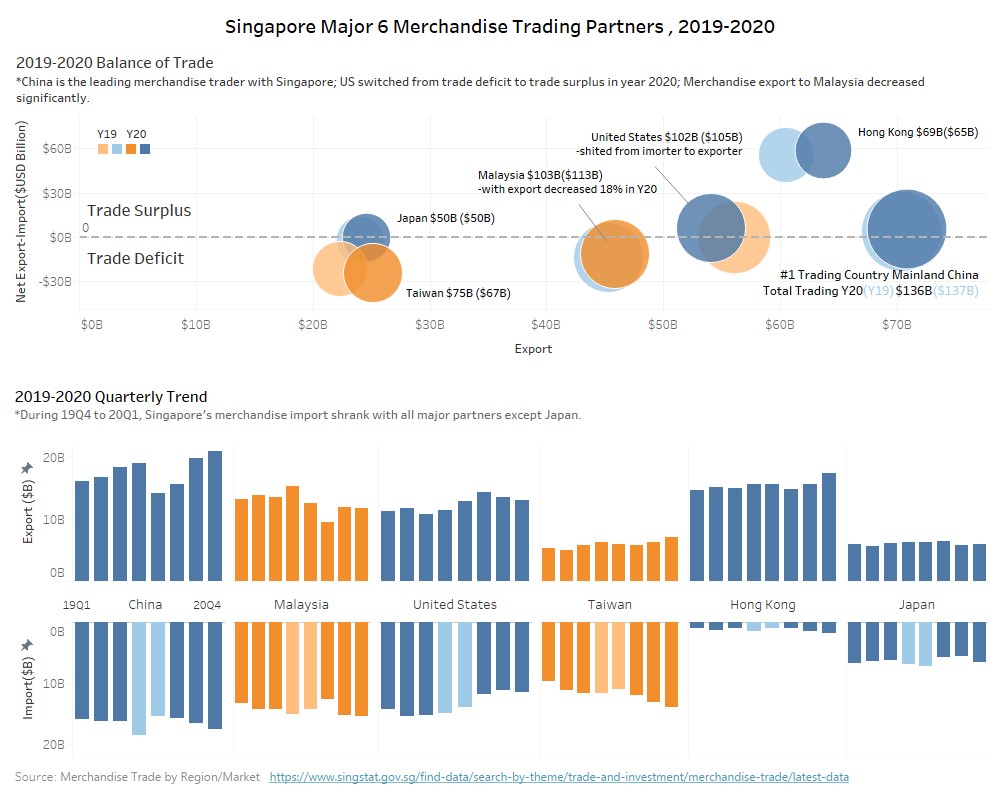 Singapore Major 6 Merchandise Trading Partners , 2019-2020
2019-2020 Balance of Trade
*China is the leading merchandise trader with Singapore; US switched from trade deficit to trade surplus in year 2020; Merchandise export to Malaysia decreased
significantly.
Net Export-Import($USD Billion)
Y19 Y20
$60B
$30B
$0B
-$30B
Trade Surplus
0
Trade Deficit
United States $102B ($105B)
-shited from imorter to exporter
Hong Kong $69B($65B)
Malaysia $103B($113B)
-with export decreased 18% in Y20
Japan $50B ($50B)
Taiwan $75B ($67B)
#1 Trading Country Mainland China
Total Trading Y20(Y19) $136B($137B)
$0B $10B $20B $30B $40B $50B $60B $70B
Export
2019-2020 Quarterly Trend
*During 19Q4 to 20Q1, Singapore's merchandise import shrank with all major partners except Japan.
Export ($B)
20B
10B
0B
19Q1 China 20Q4 Malaysia United States Taiwan Hong Kong Japan
Import($B)
0B
10B
20B
Source: Merchandise Trade by Region/Market https://www.singstat.gov.sg/find-data/search-by-theme/trade-and-investment/merchandise-trade/latest-data